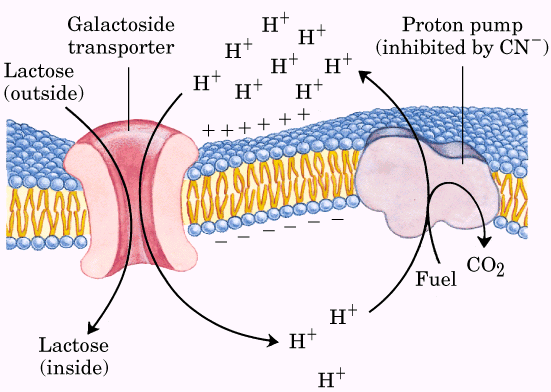 Galactoside
transporter
Lactose
(outside)
H⁺
H⁺
H⁺
H⁺
H⁺
H⁺
H⁺
H⁺
Proton pump
(inhibited by CN⁻)
+ + + + + +
− − − − − −
Fuel
CO₂
H⁺
H⁺
H⁺
Lactose
(inside)